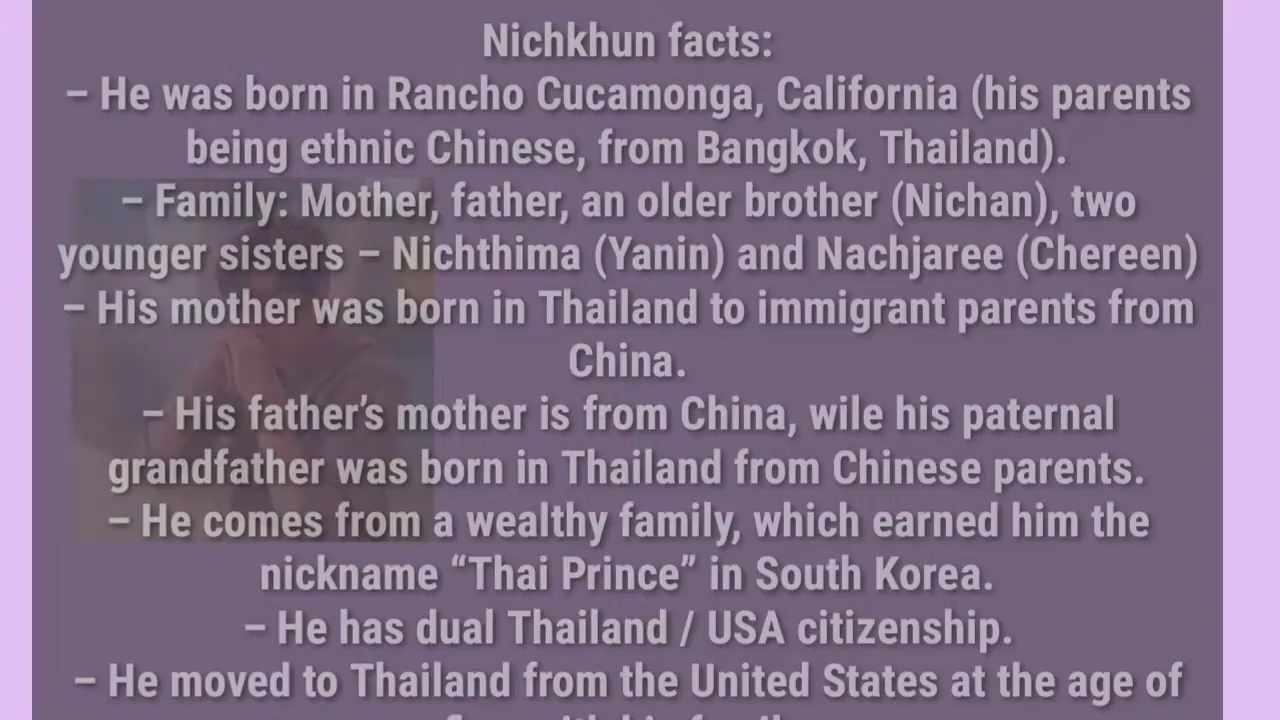 Nichkhun facts:
– He was born in Rancho Cucamonga, California (his parents
being ethnic Chinese, from Bangkok, Thailand).
– Family: Mother, father, an older brother (Nichan), two
younger sisters – Nichthima (Yanin) and Nachjaree (Chereen)
– His mother was born in Thailand to immigrant parents from
China.
– His father’s mother is from China, wile his paternal
grandfather was born in Thailand from Chinese parents.
– He comes from a wealthy family, which earned him the
nickname “Thai Prince” in South Korea.
– He has dual Thailand / USA citizenship.
– He moved to Thailand from the United States at the age of